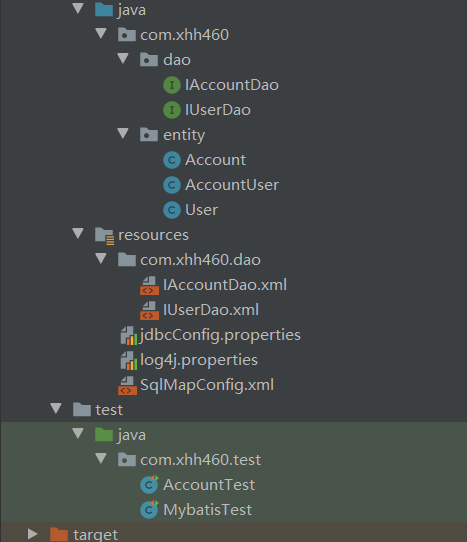 java
com.xhh460
dao
IAccountDao
IUserDao
entity
Account
AccountUser
User
resources
com.xhh460.dao
IAccountDao.xml
IUserDao.xml
jdbcConfig.properties
log4j.properties
SqlMapConfig.xml
test
java
com.xhh460.test
AccountTest
MybatisTest
target